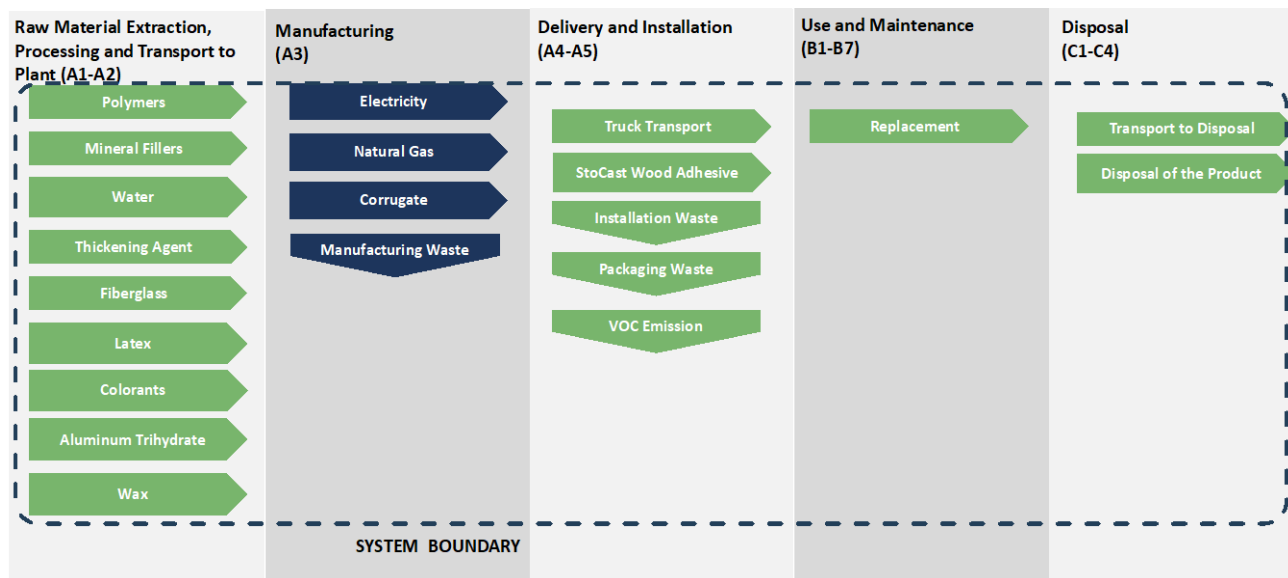 Raw Material Extraction,
Processing and Transport to
Plant (A1-A2)
Polymers
Mineral Fillers
Water
Thickening Agent
Fiberglass
Latex
Colorants
Aluminum Trihydrate
Wax
Manufacturing
(A3)
Electricity
Natural Gas
Corrugate
Manufacturing Waste
Delivery and Installation
(A4-A5)
Truck Transport
StoCast Wood Adhesive
Installation Waste
Packaging Waste
VOC Emission
Use and Maintenance
(B1-B7)
Replacement
Disposal
(C1-C4)
Transport to Disposal
Disposal of the Product
SYSTEM BOUNDARY